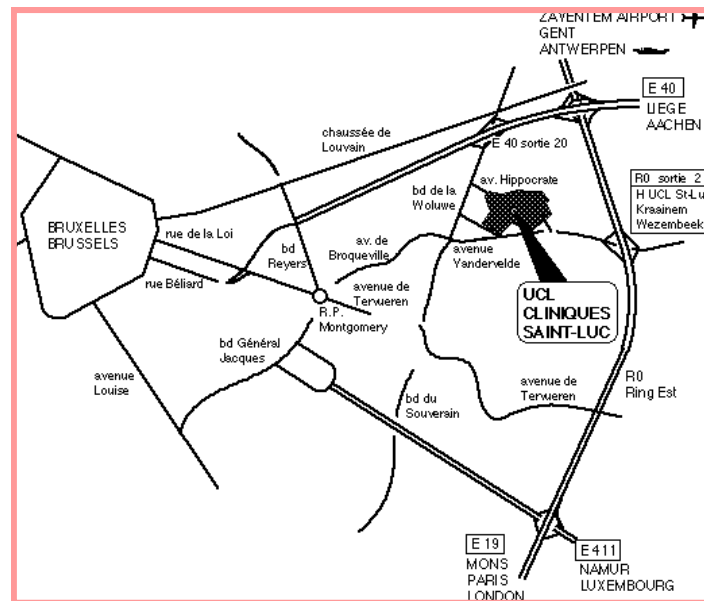 ZAVENTEM AIRPORT
GENT
ANTWERPEN
E 40
LIEGE
AACHEN
chaussée de
Louvain
E 40 sortie 20
av. Hippocrate
R0 sortie 2
H UCL St-Lu
Kraainem
Wezembeek
bd de la
Woluwe
BRUXELLES
BRUSSELS
rue de la Loi
bd
Reyers
av. de
Broqueville
avenue
Vandervelde
rue Béliard
avenue de
Terwueren
R.P.
Montgomery
UCL
CLINIQUES
SAINT-LUC
bd Général
Jacques
avenue
Louise
bd du
Souverain
avenue de
Terwueren
R0
Ring Est
E 19
MONS
PARIS
LONDON
E 411
NAMUR
LUXEMBOURG